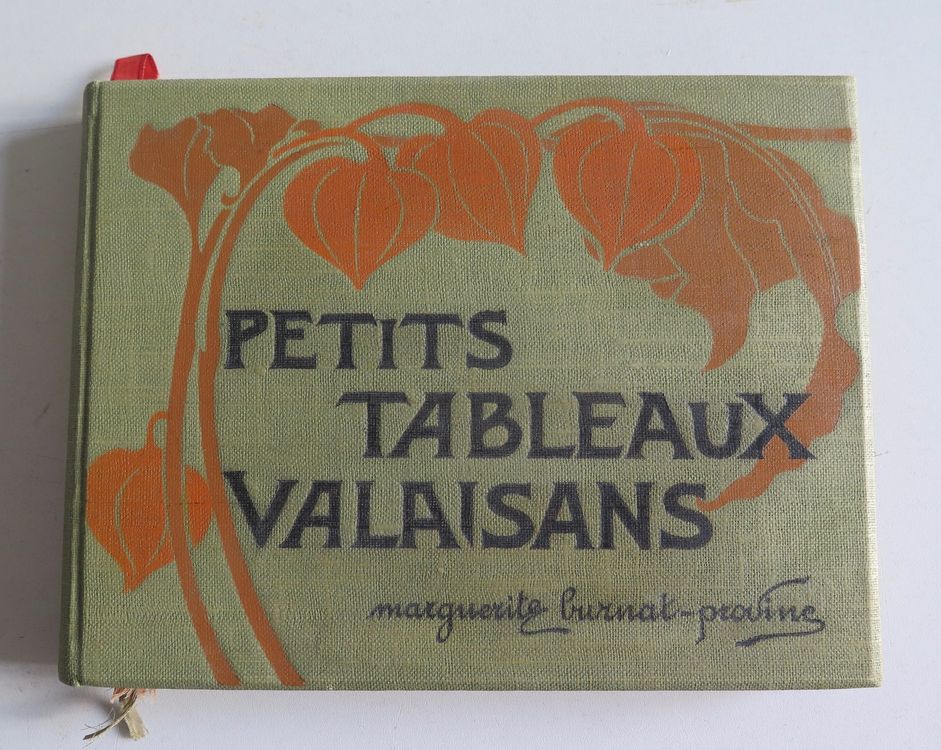 PETITS
TABLEAUX
VALAISANS
marguerite burnat-provins